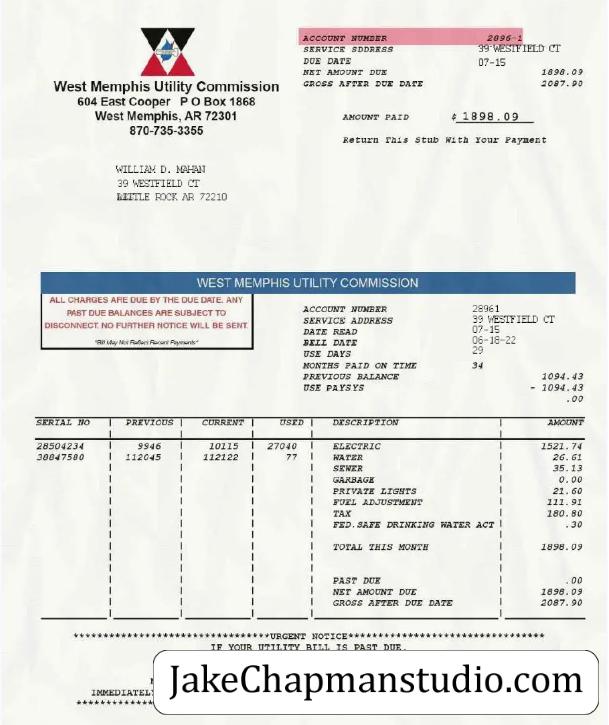 West Memphis Utility Commission
604 East Cooper P O Box 1868
West Memphis, AR 72301
870-735-3355
ACCOUNT NUMBER 2896-1
SERVICE SDDRESS 39 WESTFIELD CT
DUE DATE 07-15
NET AMOUNT DUE 1898.09
GROSS AFTER DUE DATE 2087.90
AMOUNT PAID $ 1898.09
Return This Stub With Your Payment
WILLIAM D. MAHAN
39 WESTFIELD CT
LITTLE ROCK AR 72210
WEST MEMPHIS UTILITY COMMISSION
ALL CHARGES ARE DUE BY THE DUE DATE. ANY
PAST DUE BALANCES ARE SUBJECT TO
DISCONNECT. NO FURTHER NOTICE WILL BE SENT.
"Bill May Not Reflect Recent Payments"
ACCOUNT NUMBER 28961
SERVICE ADDRESS 39 WESTFIELD CT
DATE READ 07-15
BELL DATE 06-18-22
USE DAYS 29
MONTHS PAID ON TIME 34
PREVIOUS BALANCE 1094.43
USE PAYSYS - 1094.43
.00
SERIAL NO PREVIOUS CURRENT USED DESCRIPTION AMOUNT
28504234 9946 10115 27040 ELECTRIC 1521.74
38847580 112045 112122 77 WATER 26.61
SEWER 35.13
GARBAGE 0.00
PRIVATE LIGHTS 21.60
FUEL ADJUSTMENT 111.91
TAX 180.80
FED.SAFE DRINKING WATER ACT .30
TOTAL THIS MONTH 1898.09
PAST DUE .00
NET AMOUNT DUE 1898.09
GROSS AFTER DUE DATE 2087.90
*********************************URGENT NOTICE*********************************
IF YOUR UTILITY BILL IS PAST DUE,
IMMEDIATELY
JakeChapmanstudio.com